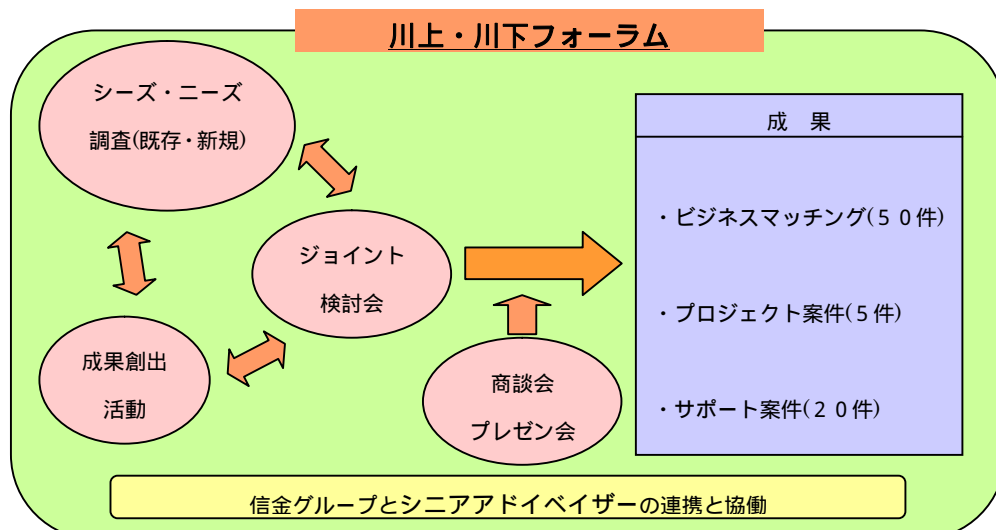 川上・川下フォーラム
シーズ・ニーズ
調査(既存・新規)
ジョイント
検討会
成果創出
活動
商談会
プレゼン会
成　果
・ビジネスマッチング(５０件)
・プロジェクト案件(５件)
・サポート案件(２０件)
信金グループとシニアアドイベイザーの連携と協働